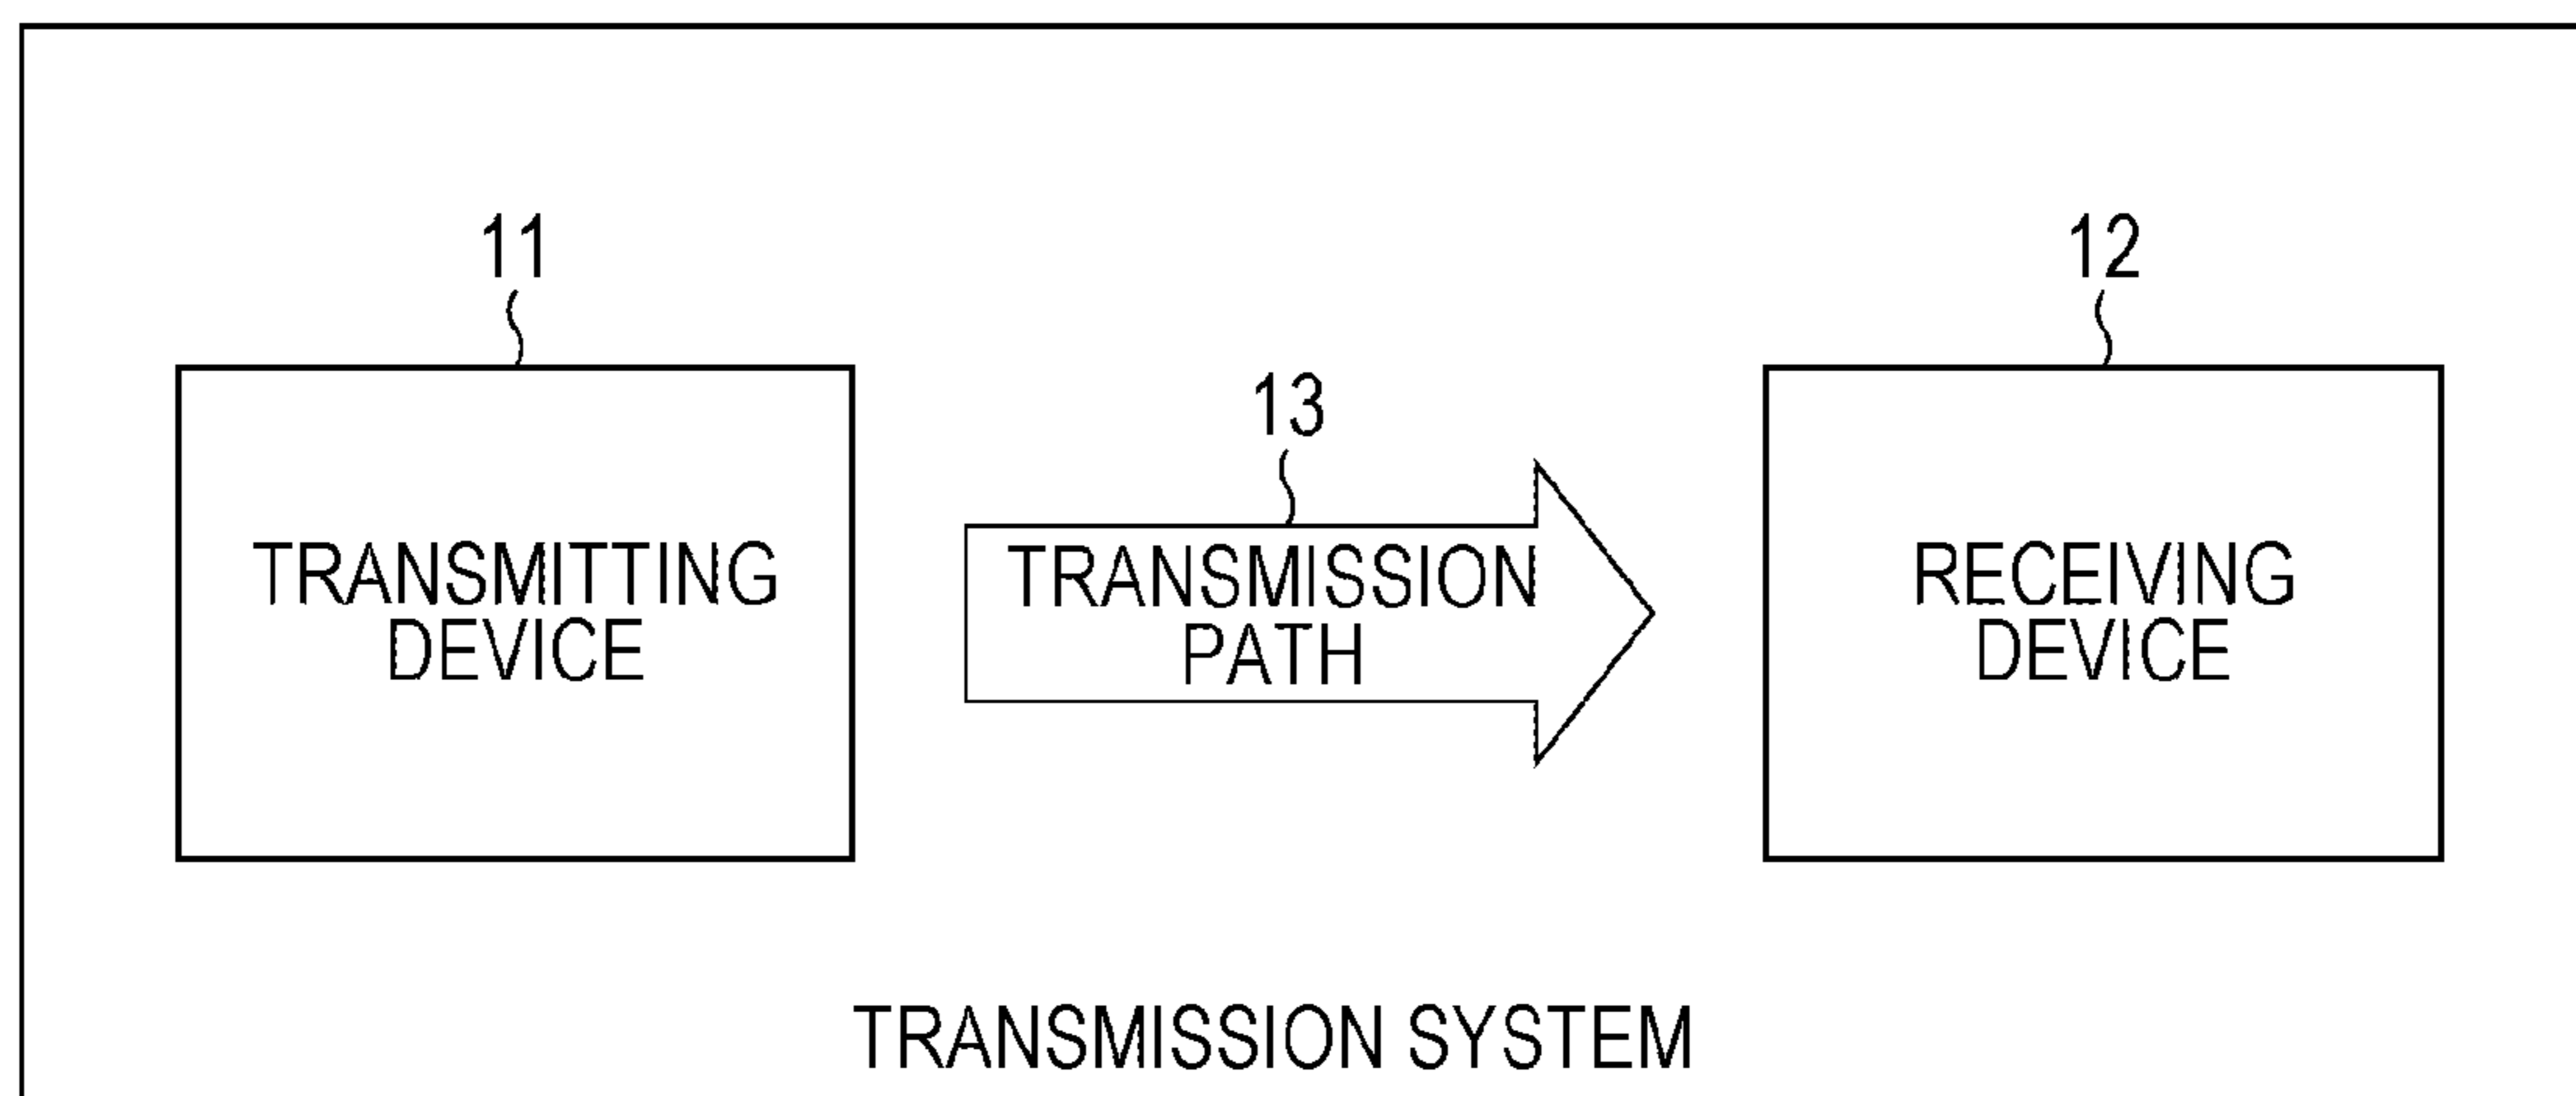 11
12
13
TRANSMITTING
DEVICE
TRANSMISSION
PATH
RECEIVING
DEVICE
TRANSMISSION SYSTEM